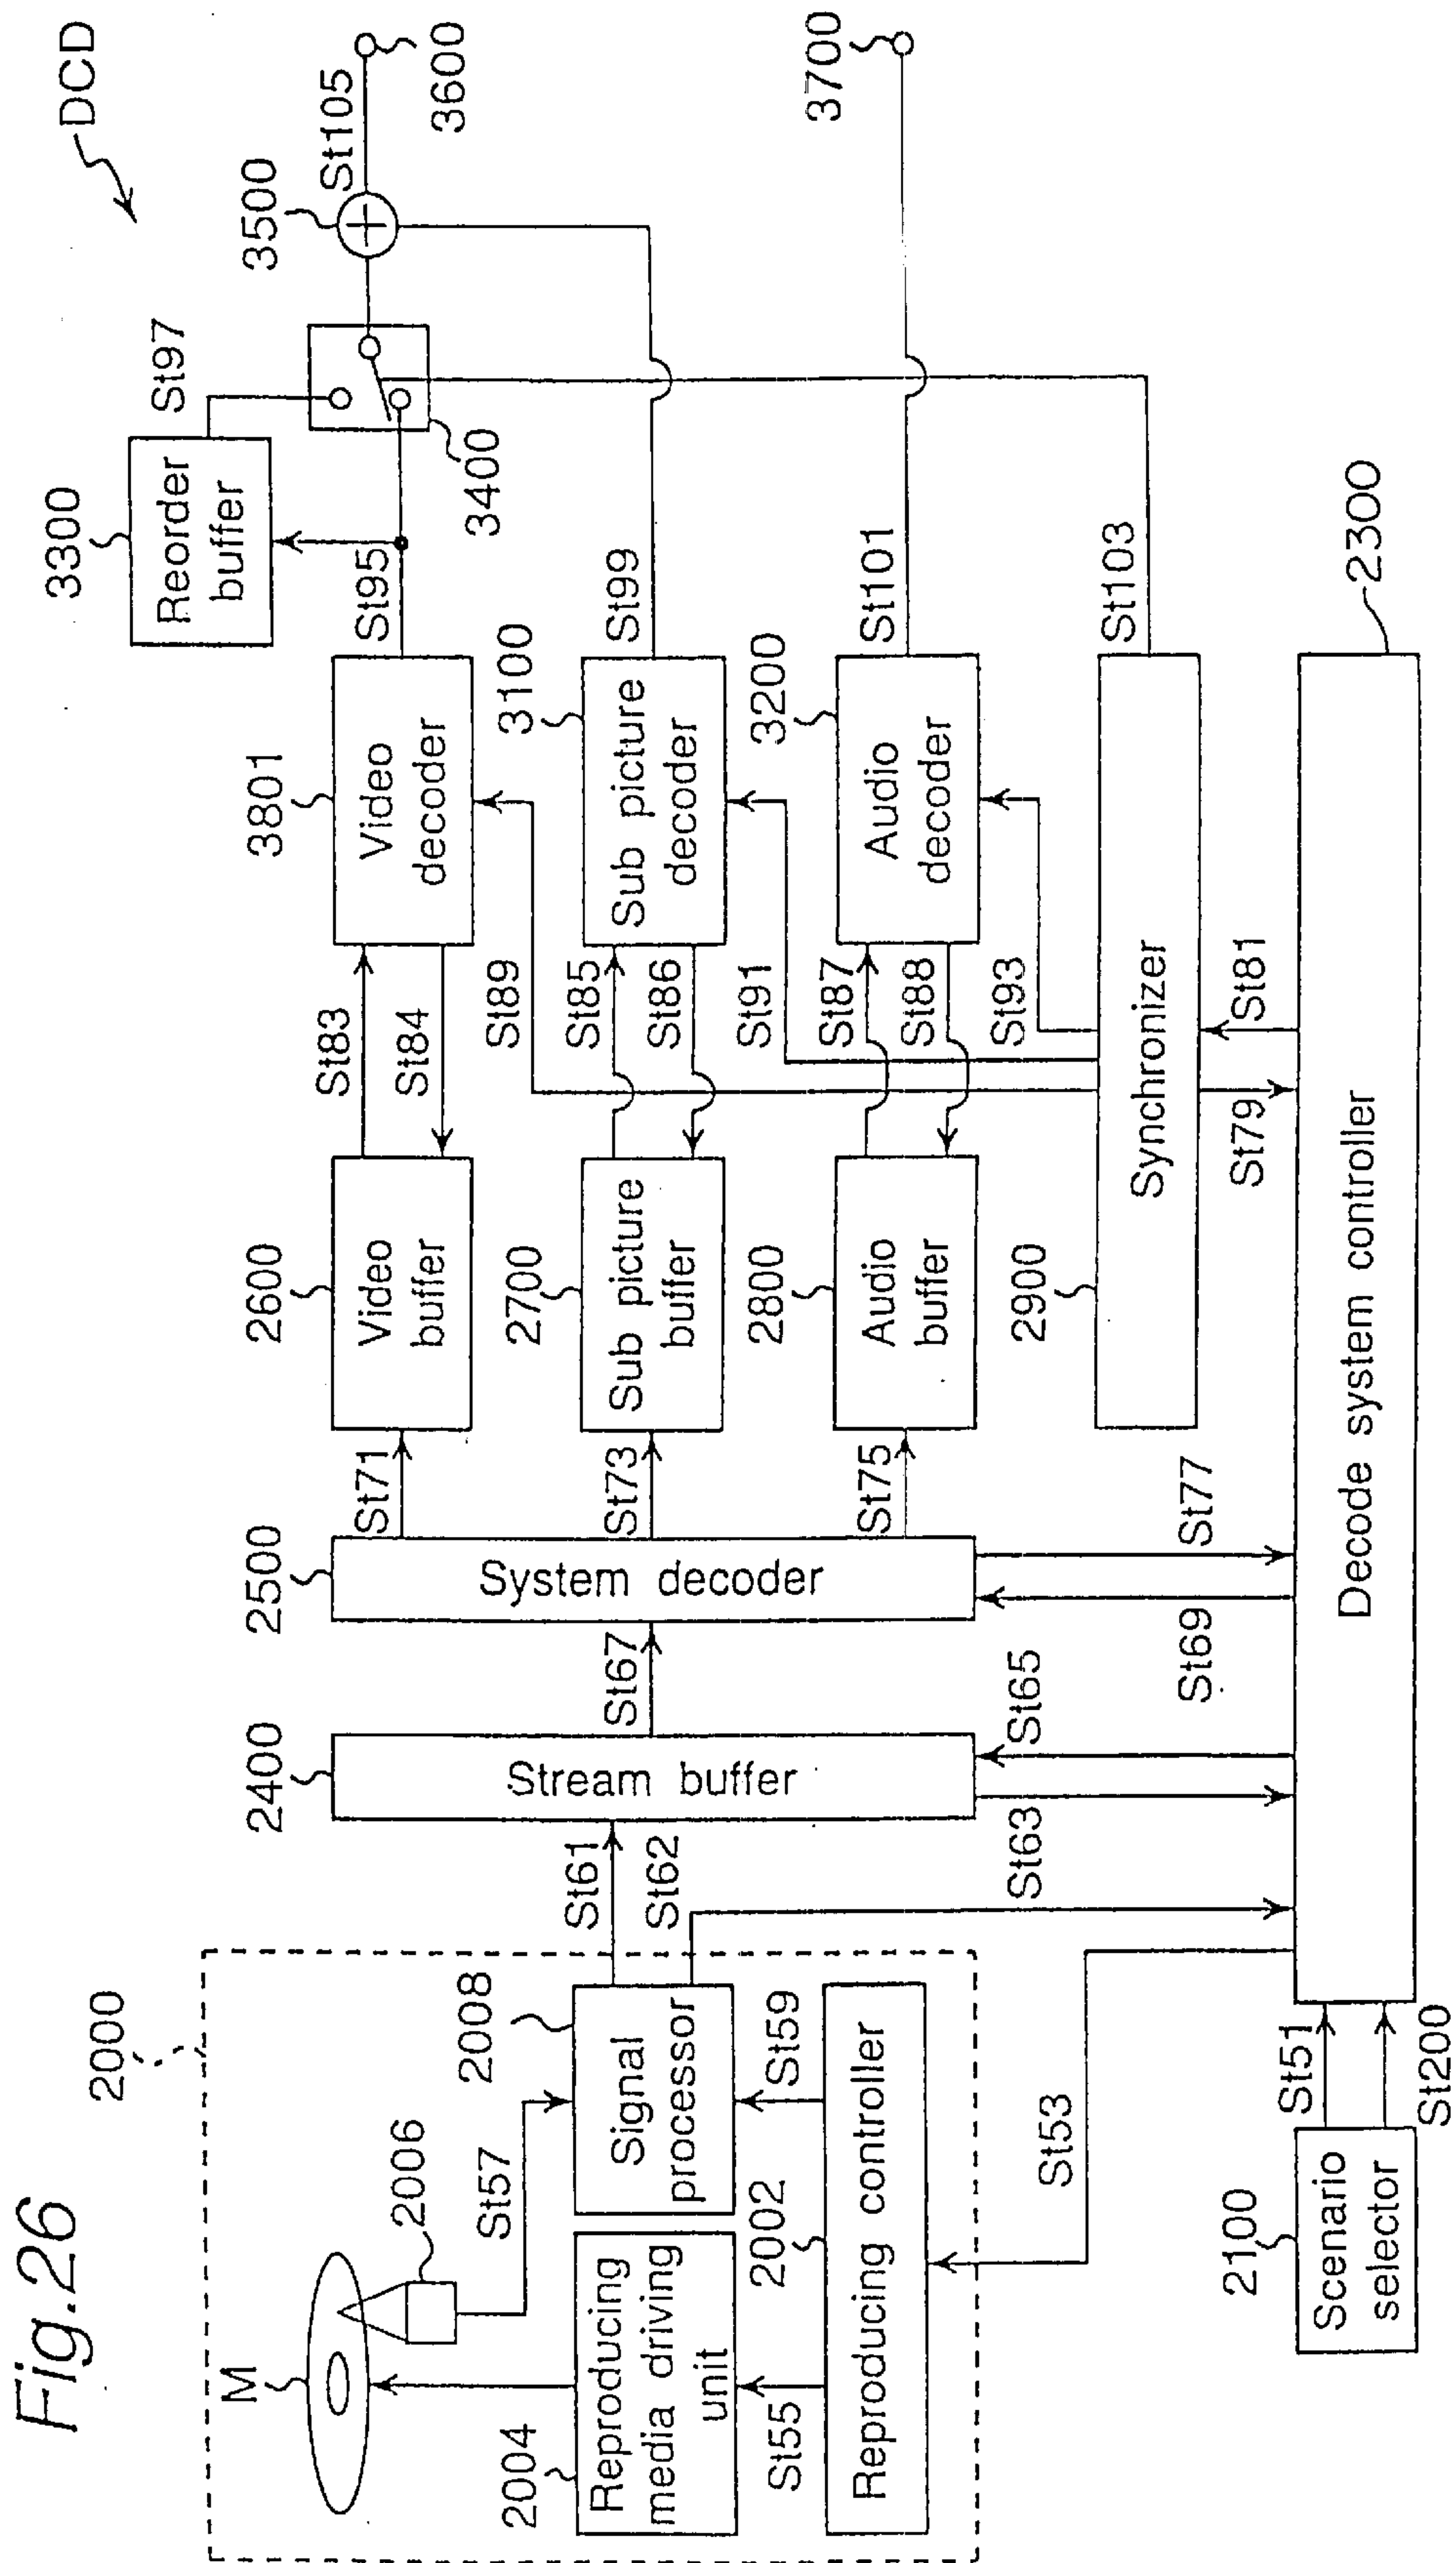 Fig.26
DCD
2000
M
2006
St57
2004
Reproducing
media driving
unit
2008
Signal
processor
St55
2002
St59
Reproducing controller
St53
2100
Scenario
selector
St51
St200
St61
St62
2400
Stream buffer
St63
St65
St67
2500
System decoder
St69
St77
St71
St73
St75
2600
Video
buffer
2700
Sub picture
buffer
2800
Audio
buffer
2900
Synchronizer
St79
St81
2300
Decode system controller
St83
St84
St89
St85
St86
St91
St87
St88
St93
3801
Video
decoder
3100
Sub picture
decoder
3200
Audio
decoder
St95
St99
St101
St103
3300
Reorder
buffer
St97
3400
3500
St105
3600
3700